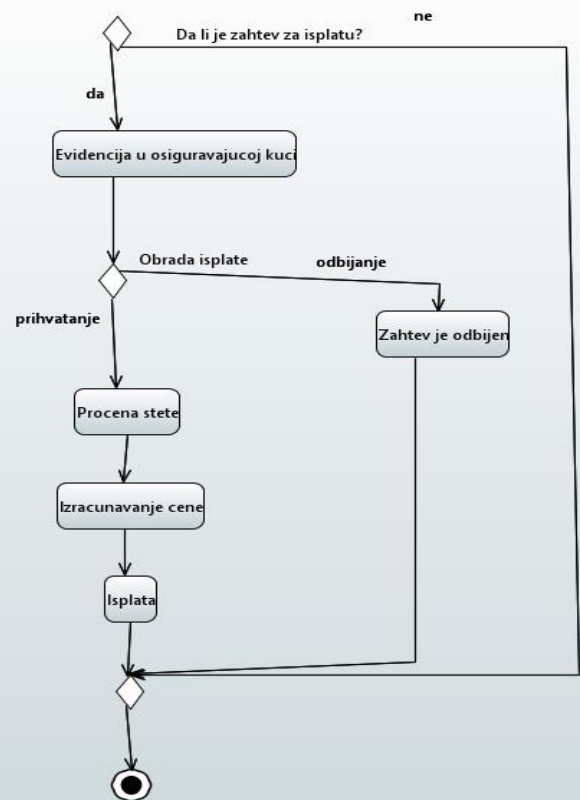 ne
Da li je zahtev za isplatu?
da
Evidencija u osiguravajucoj kuci
Obrada isplate
odbijanje
prihvatanje
Zahtev je odbijen
Procena stete
Izracunavanje cene
Isplata